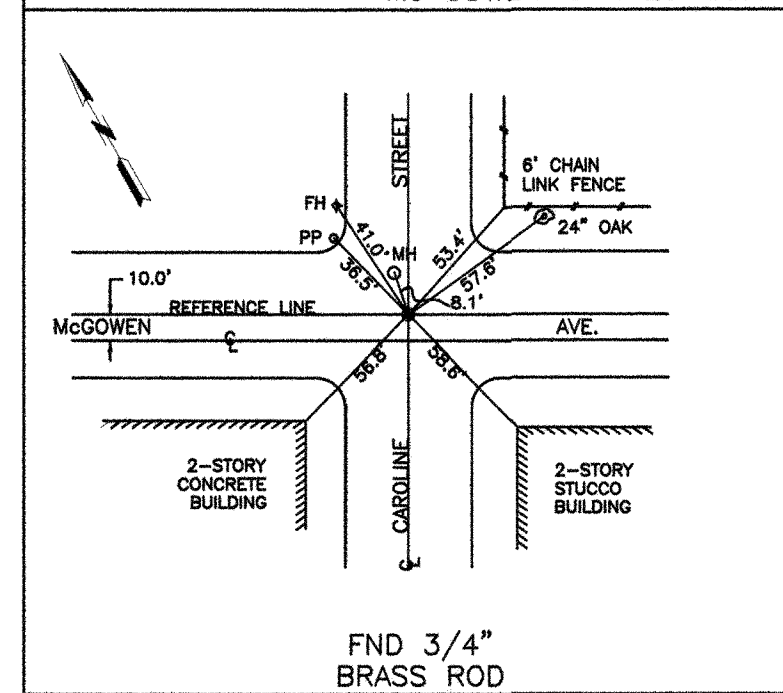 STREET
6' CHAIN
LINK FENCE
FH
41.0'
MH
24" OAK
PP
36.5'
53.4'
57.6'
8.1'
10.0'
REFERENCE LINE
McGOWEN
AVE.
℄
56.8'
58.6'
2-STORY
CONCRETE
BUILDING
CAROLINE
2-STORY
STUCCO
BUILDING
℄
FND 3/4"
BRASS ROD